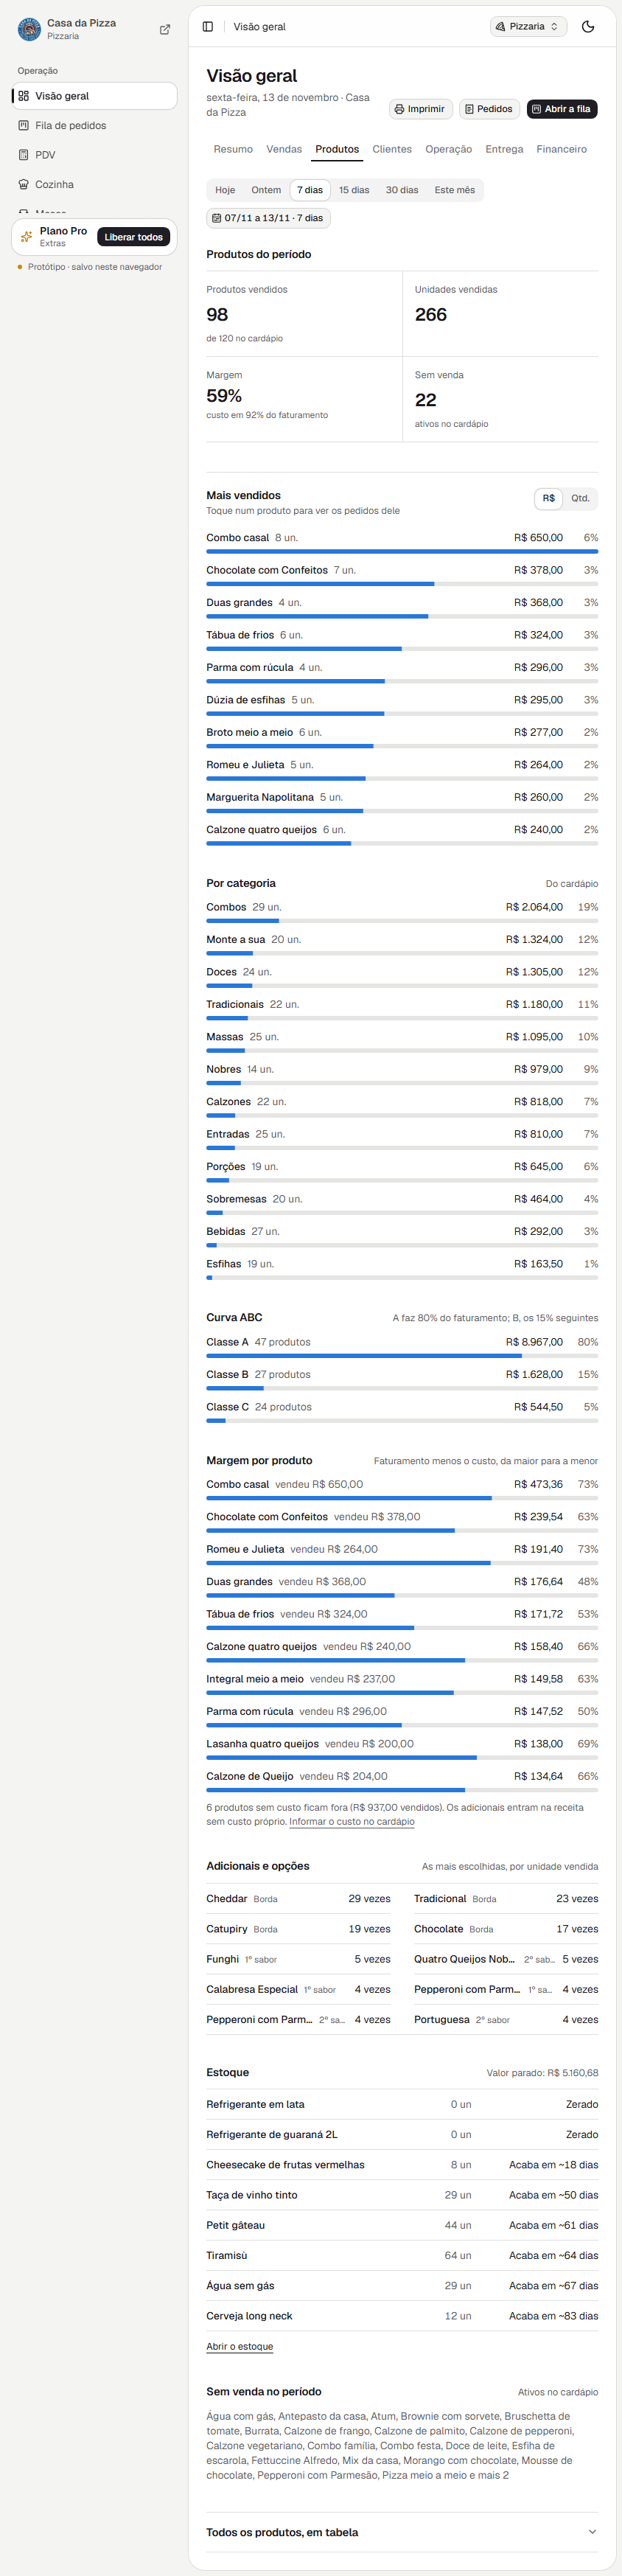 Casa da Pizza
Pizzaria
Operação
Visão geral
Fila de pedidos
PDV
Cozinha
Plano Pro
Extras
Liberar todos
Protótipo · salvo neste navegador
Visão geral
Pizzaria
Visão geral
sexta-feira, 13 de novembro · Casa
da Pizza
Imprimir
Pedidos
Abrir a fila
Resumo Vendas Produtos Clientes Operação Entrega Financeiro
Hoje Ontem 7 dias 15 dias 30 dias Este mês
07/11 a 13/11 · 7 dias
Produtos do período
Produtos vendidos
98
de 120 no cardápio
Unidades vendidas
266
Margem
59%
custo em 92% do faturamento
Sem venda
22
ativos no cardápio
Mais vendidos
Toque num produto para ver os pedidos dele
R$ Qtd.
Combo casal 8 un. R$ 650,00 6%
Chocolate com Confeitos 7 un. R$ 378,00 3%
Duas grandes 4 un. R$ 368,00 3%
Tábua de frios 6 un. R$ 324,00 3%
Parma com rúcula 4 un. R$ 296,00 3%
Dúzia de esfihas 5 un. R$ 295,00 3%
Broto meio a meio 6 un. R$ 277,00 2%
Romeu e Julieta 5 un. R$ 264,00 2%
Marguerita Napolitana 5 un. R$ 260,00 2%
Calzone quatro queijos 6 un. R$ 240,00 2%
Por categoria Do cardápio
Combos 29 un. R$ 2.064,00 19%
Monte a sua 20 un. R$ 1.324,00 12%
Doces 24 un. R$ 1.305,00 12%
Tradicionais 22 un. R$ 1.180,00 11%
Massas 25 un. R$ 1.095,00 10%
Nobres 14 un. R$ 979,00 9%
Calzones 22 un. R$ 818,00 7%
Entradas 25 un. R$ 810,00 7%
Porções 19 un. R$ 645,00 6%
Sobremesas 20 un. R$ 464,00 4%
Bebidas 27 un. R$ 292,00 3%
Esfihas 19 un. R$ 163,50 1%
Curva ABC A faz 80% do faturamento; B, os 15% seguintes
Classe A 47 produtos R$ 8.967,00 80%
Classe B 27 produtos R$ 1.628,00 15%
Classe C 24 produtos R$ 544,50 5%
Margem por produto Faturamento menos o custo, da maior para a menor
Combo casal vendeu R$ 650,00 R$ 473,36 73%
Chocolate com Confeitos vendeu R$ 378,00 R$ 239,54 63%
Romeu e Julieta vendeu R$ 264,00 R$ 191,40 73%
Duas grandes vendeu R$ 368,00 R$ 176,64 48%
Tábua de frios vendeu R$ 324,00 R$ 171,72 53%
Calzone quatro queijos vendeu R$ 240,00 R$ 158,40 66%
Integral meio a meio vendeu R$ 237,00 R$ 149,58 63%
Parma com rúcula vendeu R$ 296,00 R$ 147,52 50%
Lasanha quatro queijos vendeu R$ 200,00 R$ 138,00 69%
Calzone de Queijo vendeu R$ 204,00 R$ 134,64 66%
6 produtos sem custo ficam fora (R$ 937,00 vendidos). Os adicionais entram na receita
sem custo próprio. Informar o custo no cardápio
Adicionais e opções As mais escolhidas, por unidade vendida
Cheddar Borda 29 vezes Tradicional Borda 23 vezes
Catupiry Borda 19 vezes Chocolate Borda 17 vezes
Funghi 1º sabor 5 vezes Quatro Queijos Nob... 2º sab... 5 vezes
Calabresa Especial 1º sabor 4 vezes Pepperoni com Parm... 1º sa... 4 vezes
Pepperoni com Parm... 2º sa... 4 vezes Portuguesa 2º sabor 4 vezes
Estoque Valor parado: R$ 5.160,68
Refrigerante em lata 0 un Zerado
Refrigerante de guaraná 2L 0 un Zerado
Cheesecake de frutas vermelhas 8 un Acaba em ~18 dias
Taça de vinho tinto 29 un Acaba em ~50 dias
Petit gâteau 44 un Acaba em ~61 dias
Tiramisù 64 un Acaba em ~64 dias
Água sem gás 29 un Acaba em ~67 dias
Cerveja long neck 12 un Acaba em ~83 dias
Abrir o estoque
Sem venda no período Ativos no cardápio
Água com gás, Antepasto da casa, Atum, Brownie com sorvete, Bruschetta de
tomate, Burrata, Calzone de frango, Calzone de palmito, Calzone de pepperoni,
Calzone vegetariano, Combo família, Combo festa, Doce de leite, Esfiha de
escarola, Fettuccine Alfredo, Mix da casa, Morango com chocolate, Mousse de
chocolate, Pepperoni com Parmesão, Pizza meio a meio e mais 2
Todos os produtos, em tabela